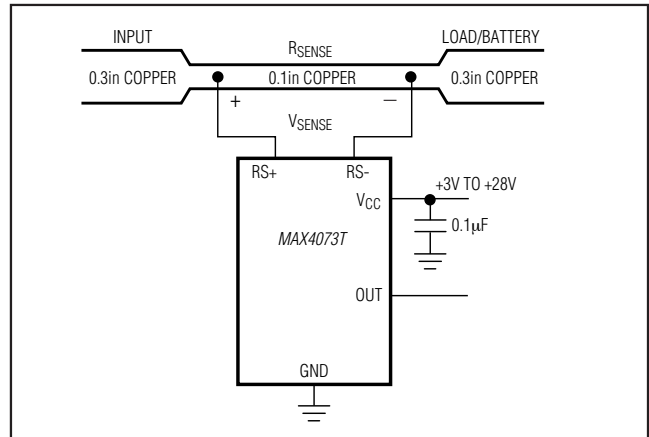 INPUT RSENSE LOAD/BATTERY
0.3in COPPER 0.1in COPPER 0.3in COPPER
+ −
VSENSE
RS+ RS-
+3V TO +28V
VCC
0.1μF
MAX4073T
OUT
GND